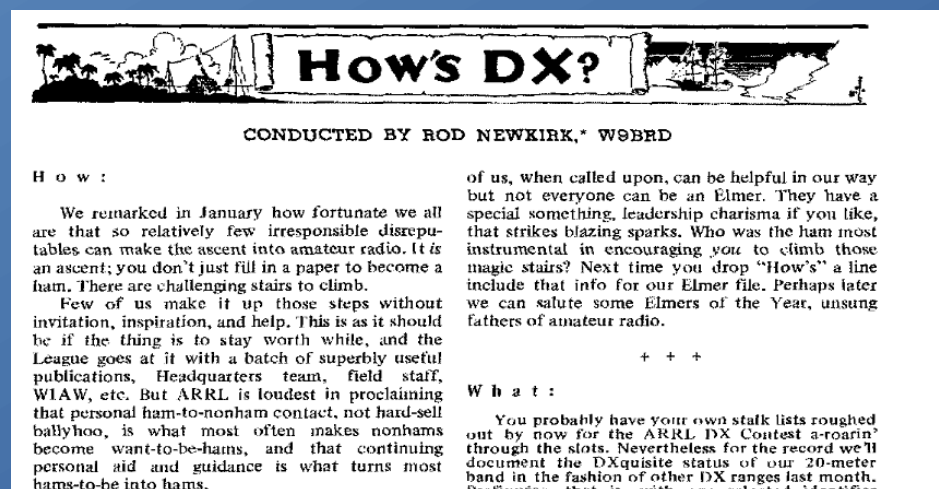 How's DX?
CONDUCTED BY ROD NEWKIRK,* W9BRD
How:
We remarked in January how fortunate we all
are that so relatively few irresponsible disrepu-
tables can make the ascent into amateur radio. It is
an ascent; you don't just fill in a paper to become a
ham. There are challenging stairs to climb.
Few of us make it up those steps without
invitation, inspiration, and help. This is as it should
be if the thing is to stay worth while, and the
League goes at it with a batch of superbly useful
publications, Headquarters team, field staff,
W1AW, etc. But ARRL is loudest in proclaiming
that personal ham-to-nonham contact, not hard-sell
ballyhoo, is what most often makes nonhams
become want-to-be-hams, and that continuing
personal aid and guidance is what turns most
hams-to-be into hams.
of us, when called upon, can be helpful in our way
but not everyone can be an Elmer. They have a
special something, leadership charisma if you like,
that strikes blazing sparks. Who was the ham most
instrumental in encouraging you to climb those
magic stairs? Next time you drop "How's" a line
include that info for our Elmer file. Perhaps later
we can salute some Elmers of the Year, unsung
fathers of amateur radio.
+ + +
What:
You probably have your own stalk lists roughed
out by now for the ARRL DX Contest a-roarin'
through the slots. Nevertheless for the record we'll
document the DXquisite status of our 20-meter
band in the fashion of other DX ranges last month.